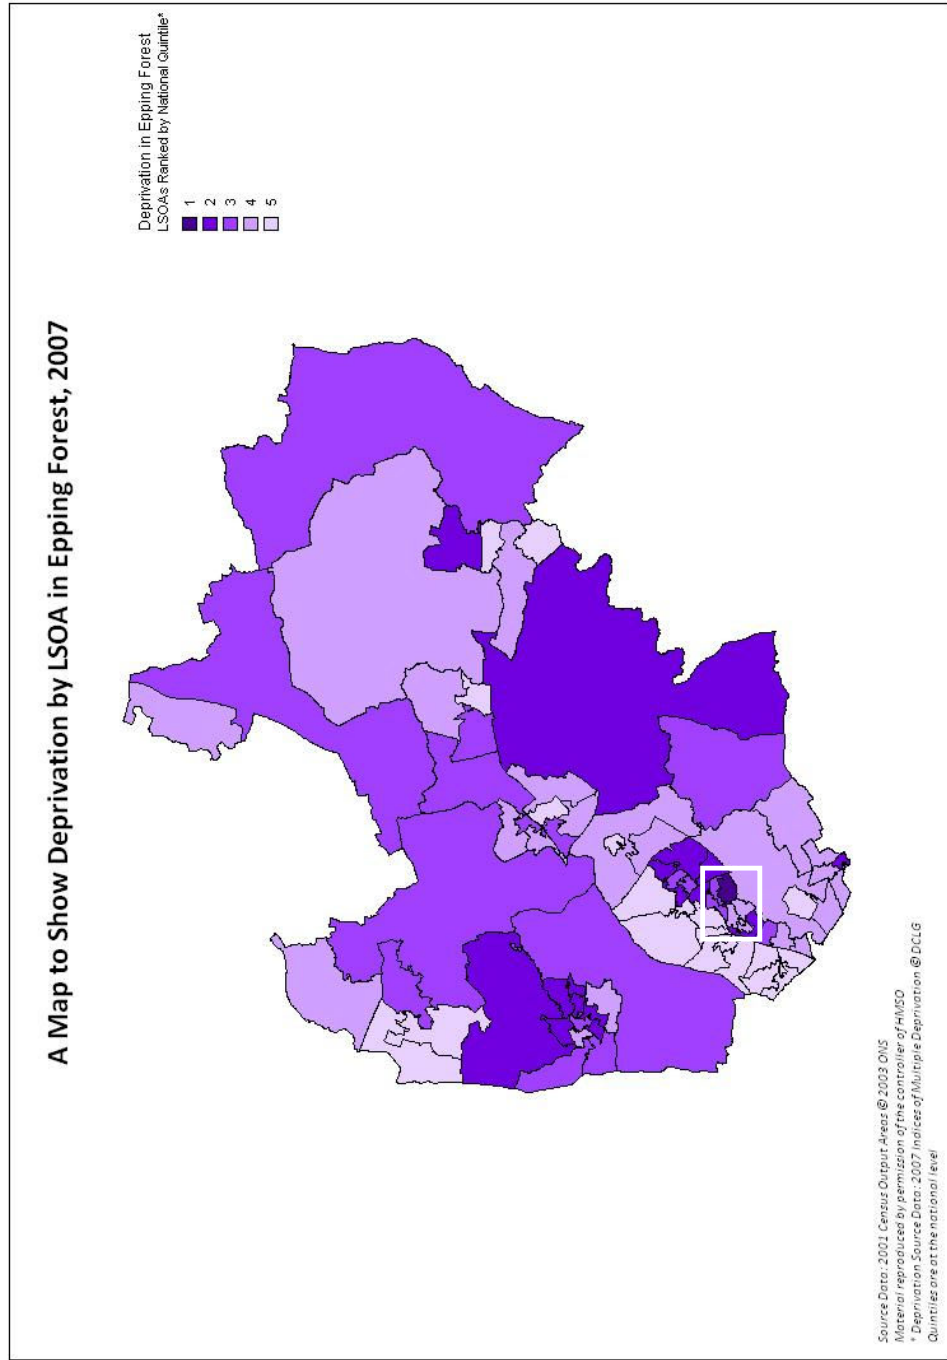 A Map to Show Deprivation by LSOA in Epping Forest, 2007
Deprivation in Epping Forest
LSOAs Ranked by National Quintile*
1
2
3
4
5
Source Data: 2001 Census Output Areas © 2003 ONS
Material reproduced by permission of the controller of HMSO
* Deprivation Source Data: 2007 Indices of Multiple Deprivation © DCLG
Quintiles are at the national level